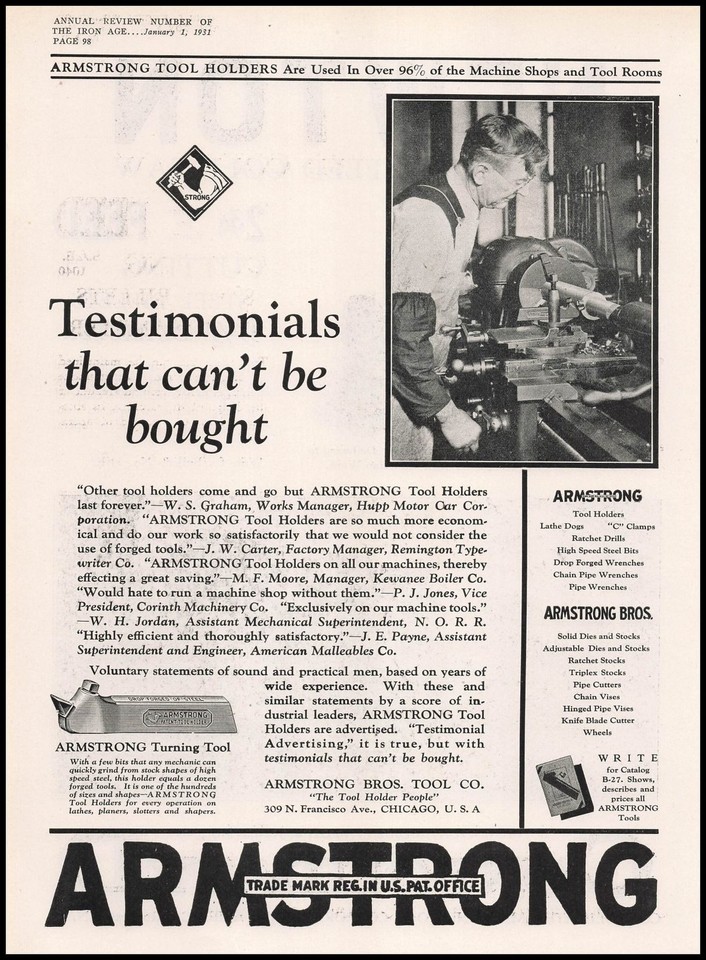 ANNUAL REVIEW NUMBER OF
THE IRON AGE....January 1, 1931
PAGE 98
ARMSTRONG TOOL HOLDERS Are Used In Over 96% of the Machine Shops and Tool Rooms
STRONG
Testimonials
that can't be
bought
"Other tool holders come and go but ARMSTRONG Tool Holders
last forever."—W. S. Graham, Works Manager, Hupp Motor Car Cor-
poration. "ARMSTRONG Tool Holders are so much more econom-
ical and do our work so satisfactorily that we would not consider the
use of forged tools."—J. W. Carter, Factory Manager, Remington Type-
writer Co. "ARMSTRONG Tool Holders on all our machines, thereby
effecting a great saving."—M. F. Moore, Manager, Kewanee Boiler Co.
"Would hate to run a machine shop without them."—P. J. Jones, Vice
President, Corinth Machinery Co. "Exclusively on our machine tools."
—W. H. Jordan, Assistant Mechanical Superintendent, N. O. R. R.
"Highly efficient and thoroughly satisfactory."—J. E. Payne, Assistant
Superintendent and Engineer, American Malleables Co.
Voluntary statements of sound and practical men, based on years of
wide experience. With these and
similar statements by a score of in-
dustrial leaders, ARMSTRONG Tool
Holders are advertised. "Testimonial
Advertising," it is true, but with
testimonials that can't be bought.
ARMSTRONG BROS. TOOL CO.
"The Tool Holder People"
309 N. Francisco Ave., CHICAGO, U. S. A
DROP FORGED OF STEEL
ARMSTRONG
ARMSTRONG Turning Tool
With a few bits that any mechanic can
quickly grind from stock shapes of high
speed steel, this holder equals a dozen
forged tools. It is one of the hundreds
of sizes and shapes—ARMSTRONG
Tool Holders for every operation on
lathes, planers, slotters and shapers.
ARMSTRONG
Tool Holders
Lathe Dogs "C" Clamps
Ratchet Drills
High Speed Steel Bits
Drop Forged Wrenches
Chain Pipe Wrenches
Pipe Wrenches
ARMSTRONG BROS.
Solid Dies and Stocks
Adjustable Dies and Stocks
Ratchet Stocks
Triplex Stocks
Pipe Cutters
Chain Vises
Hinged Pipe Vises
Knife Blade Cutter
Wheels
WRITE
for Catalog
B-27. Shows,
describes and
prices all
ARMSTRONG
Tools
ARMSTRONG
TRADE MARK REG. IN U.S. PAT. OFFICE